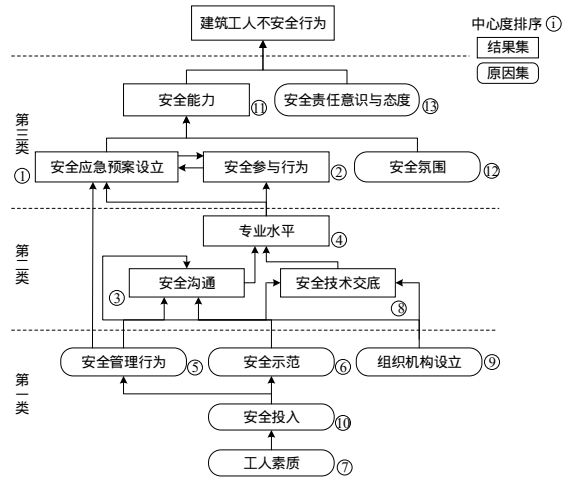 建筑工人不安全行为
中心度排序 ⓘ
结果集
原因集
第三类
安全能力
⑪
安全责任意识与态度
⑬
①
安全应急预案设立
安全参与行为
②
安全氛围
⑫
第二类
专业水平
④
③
安全沟通
安全技术交底
⑧
第一类
安全管理行为
⑤
安全示范
⑥
组织机构设立
⑨
安全投入
⑩
工人素质
⑦